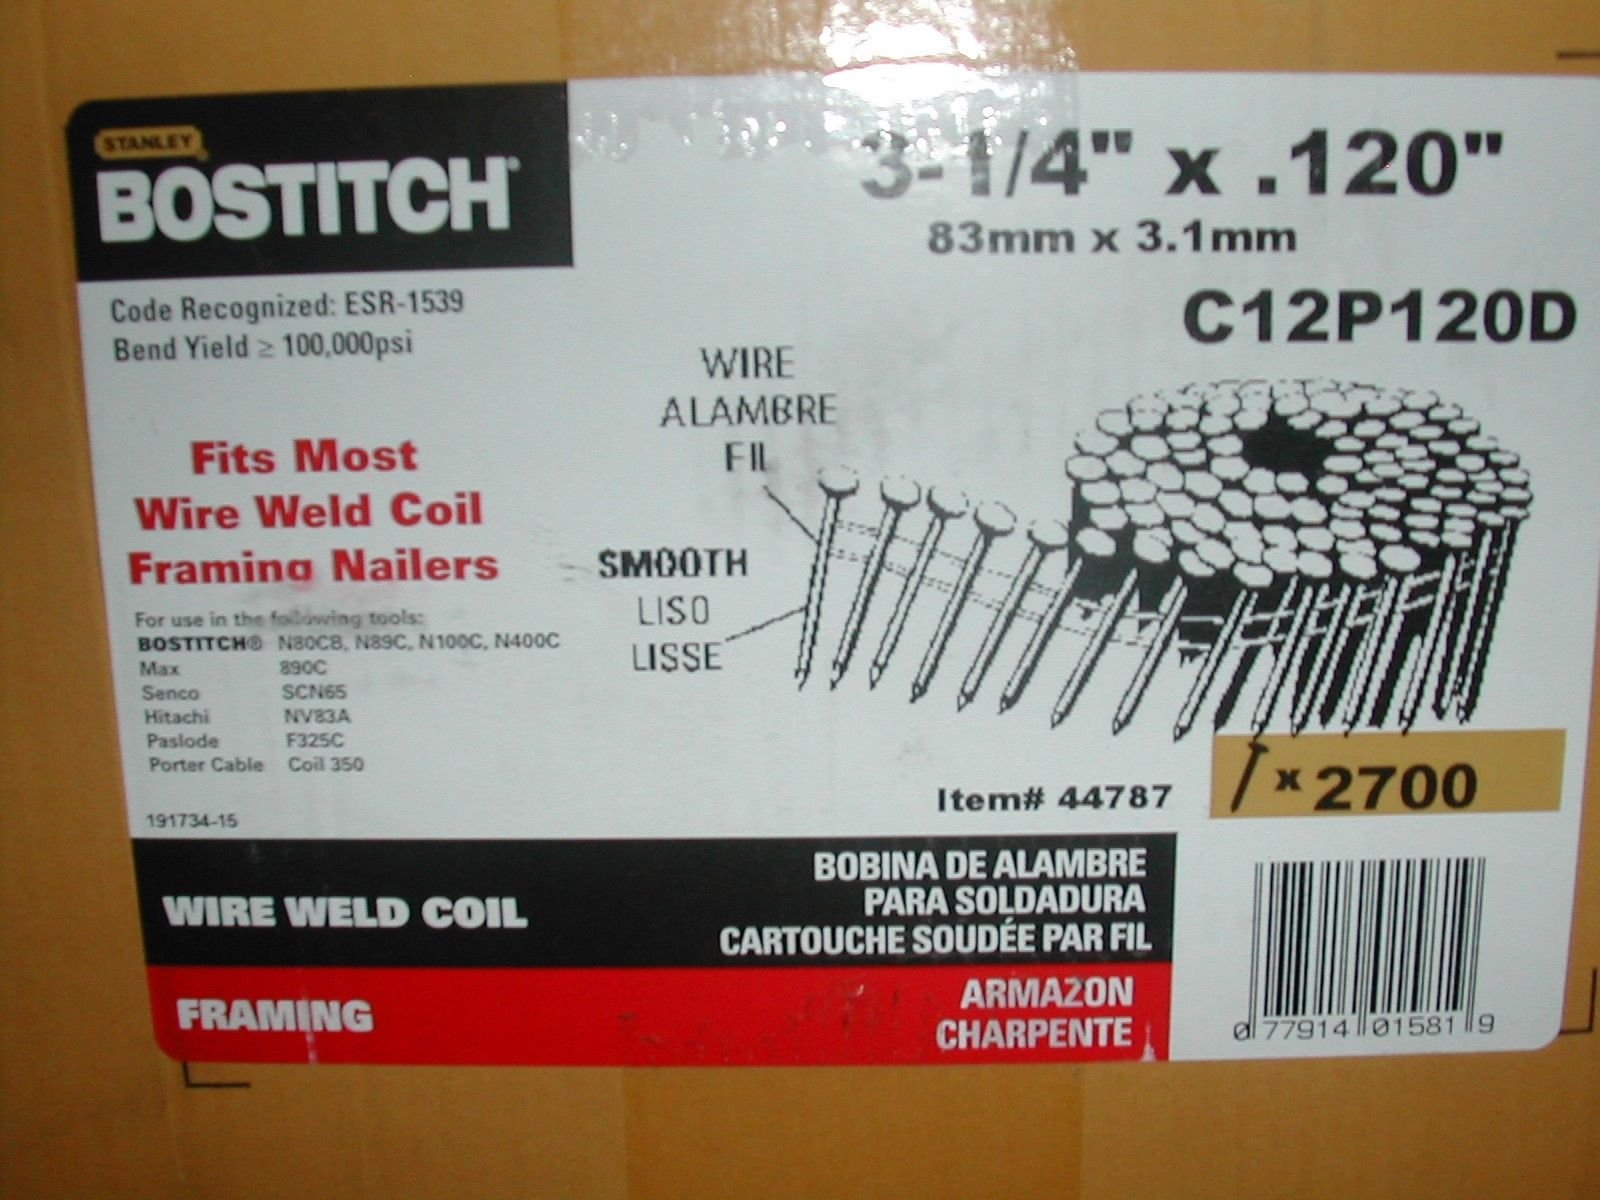 STANLEY
BOSTITCH®
3-1/4" x .120"
83mm x 3.1mm
C12P120D
Code Recognized: ESR-1539
Bend Yield ≥ 100,000psi
WIRE
ALAMBRE
FIL
Fits Most
Wire Weld Coil
Framing Nailers
SMOOTH
LISO
LISSE
For use in the following tools:
BOSTITCH® N80CB, N89C, N100C, N400C
Max 890C
Senco SCN65
Hitachi NV83A
Paslode F325C
Porter Cable Coil 350
191734-15
Item# 44787
x 2700
WIRE WELD COIL
BOBINA DE ALAMBRE
PARA SOLDADURA
CARTOUCHE SOUDÉE PAR FIL
FRAMING
ARMAZON
CHARPENTE
0 77914 01581 9